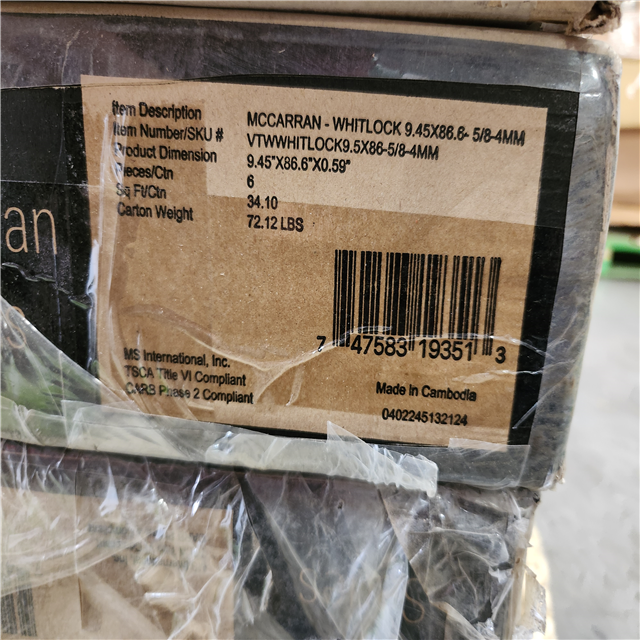 Item Description MCCARRAN - WHITLOCK 9.45X86.6- 5/8-4MM
Item Number/SKU # VTWWHITLOCK9.5X86-5/8-4MM
Product Dimension 9.45"X86.6"X0.59"
Pieces/Ctn 6
Sq Ft/Ctn 34.10
Carton Weight 72.12 LBS
an
7 47583 19351 3
MS International, Inc.
TSCA Title VI Compliant
CARB Phase 2 Compliant
Made in Cambodia
0402245132124